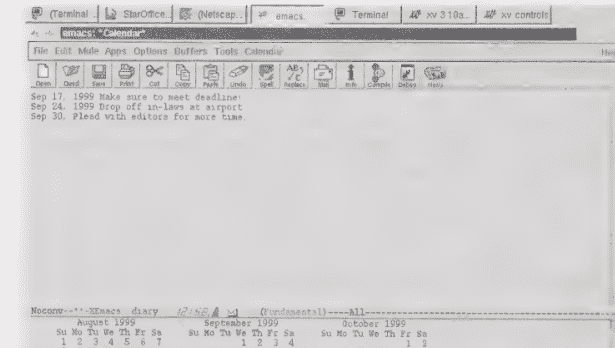 (Terminal StarOffice (Netscap... emacs. Terminal xv 3.10a... xv controls
emacs: "Calendar"
File Edit Mule Apps Options Buffers Tools Calendar
Open Dired Save Print Cut Copy Paste Undo Spell Replace Mail Info Compile Debug News
Sep 17, 1999 Make sure to meet deadline!
Sep 24, 1999 Drop off in-laws at airport
Sep 30, Plead with editors for more time.
Noconv--**-XEmacs diary 12:56 (Fundamental)----All----
August 1999 September 1999 October 1999
Su Mo Tu We Th Fr Sa Su Mo Tu We Th Fr Sa Su Mo Tu We Th Fr Sa
1 2 3 4 5 6 7 1 2 3 4 1 2